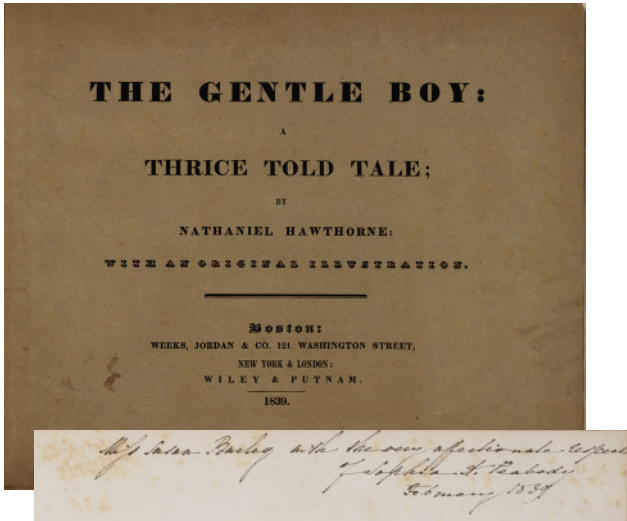 THE GENTLE BOY:
A
THRICE TOLD TALE;
BY
NATHANIEL HAWTHORNE:
WITH AN ORIGINAL ILLUSTRATION.
Boston:
WEEKS, JORDAN & CO. 121 WASHINGTON STREET,
NEW YORK & LONDON:
WILEY & PUTNAM.
1839.
Miss Susan Burley with the very affectionate respects
of Sophia A. Peabody
February 1839